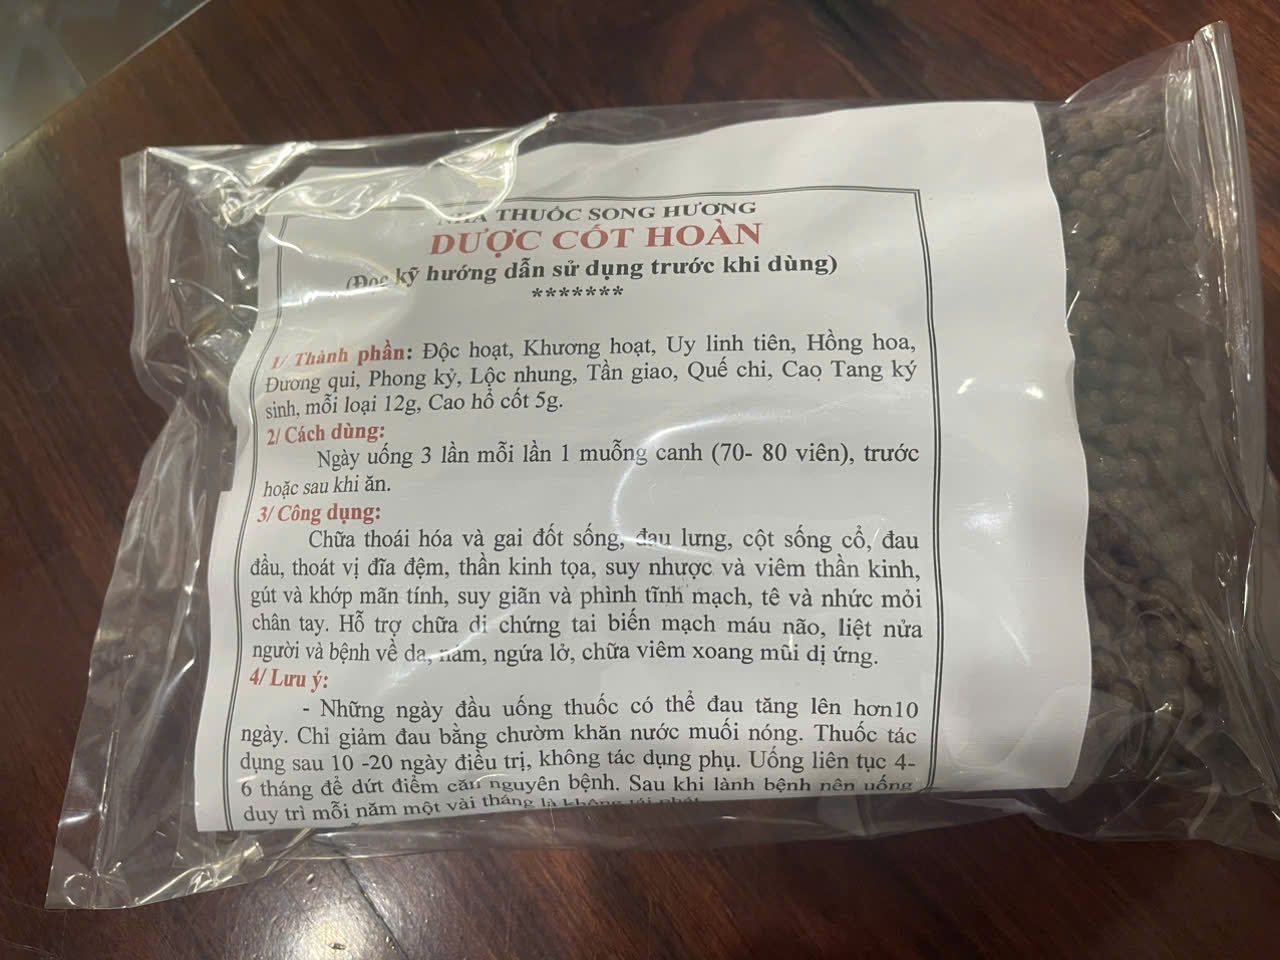 NHÀ THUỐC SONG HƯƠNG
DƯỢC CỐT HOÀN
(Đọc kỹ hướng dẫn sử dụng trước khi dùng)
*******
1/ Thành phần: Độc hoạt, Khương hoạt, Uy linh tiên, Hồng hoa,
Đương qui, Phong kỷ, Lộc nhung, Tần giao, Quế chi, Cao Tang ký
sinh, mỗi loại 12g, Cao hổ cốt 5g.
2/ Cách dùng:
Ngày uống 3 lần mỗi lần 1 muỗng canh (70- 80 viên), trước
hoặc sau khi ăn.
3/ Công dụng:
Chữa thoái hóa và gai đốt sống, đau lưng, cột sống cổ, đau
đầu, thoát vị đĩa đệm, thần kinh tọa, suy nhược và viêm thần kinh,
gút và khớp mãn tính, suy giãn và phình tĩnh mạch, tê và nhức mỏi
chân tay. Hỗ trợ chữa di chứng tai biến mạch máu não, liệt nửa
người và bệnh về da, nám, ngứa lở, chữa viêm xoang mũi dị ứng.
4/ Lưu ý:
- Những ngày đầu uống thuốc có thể đau tăng lên hơn10
ngày. Chỉ giảm đau bằng chườm khăn nước muối nóng. Thuốc tác
dụng sau 10 -20 ngày điều trị, không tác dụng phụ. Uống liên tục 4-
6 tháng để dứt điểm căn nguyên bệnh. Sau khi lành bệnh nên uống
duy trì mỗi năm một vài tháng là không tái phát